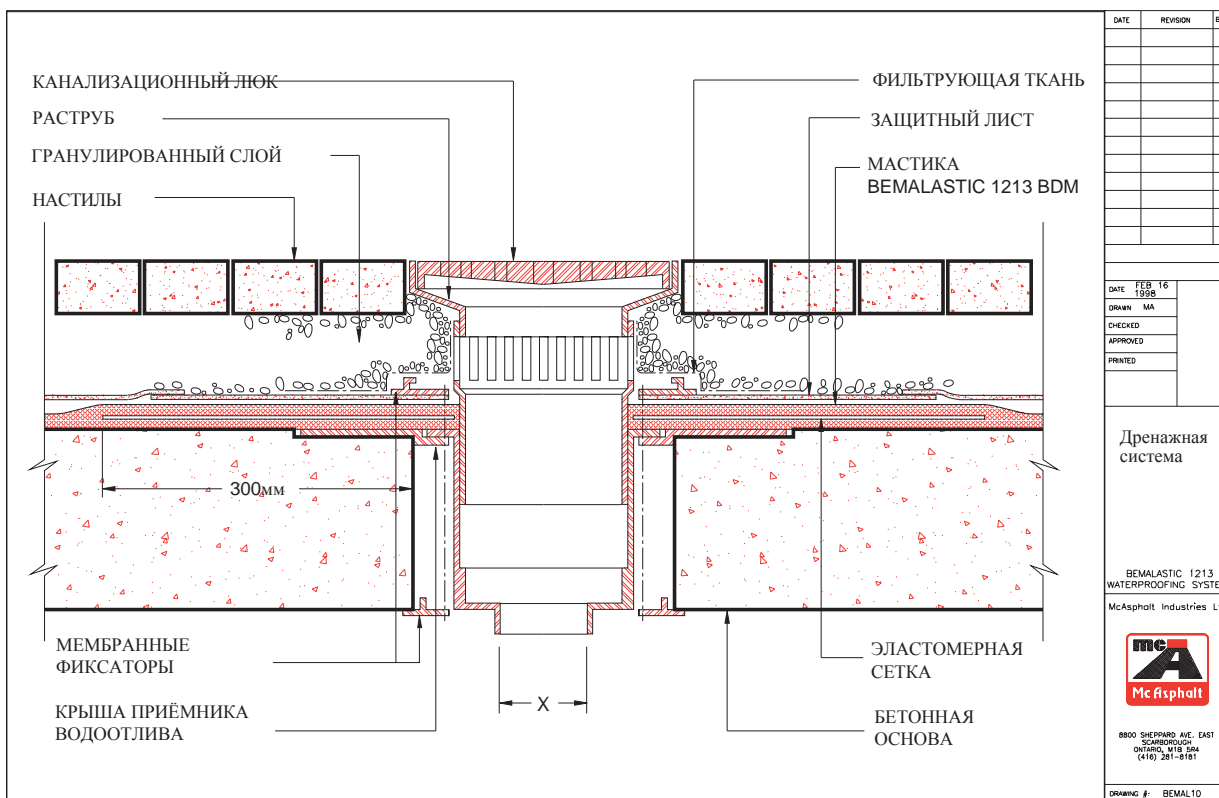 КАНАЛИЗАЦИОННЫЙ ЛЮК
РАСТРУБ
ГРАНУЛИРОВАННЫЙ СЛОЙ
НАСТИЛЫ
ФИЛЬТРУЮЩАЯ ТКАНЬ
ЗАЩИТНЫЙ ЛИСТ
МАСТИКА
BEMALASTIC 1213 BDM
300мм
МЕМБРАННЫЕ
ФИКСАТОРЫ
КРЫША ПРИЁМНИКА
ВОДООТЛИВА
X
ЭЛАСТОМЕРНАЯ
СЕТКА
БЕТОННАЯ
ОСНОВА
DATE REVISION
DATE FEB 16
1998
DRAWN MA
CHECKED
APPROVED
PRINTED
Дренажная
система
BEMALASTIC 1213
WATERPROOFING SYSTE
McAsphalt Industries L
mc A
McAsphalt
8800 SHEPPARD AVE. EAST
SCARBOROUGH
ONTARIO, M1B 5R4
(416) 281-8181
DRAWING #: BEMAL10